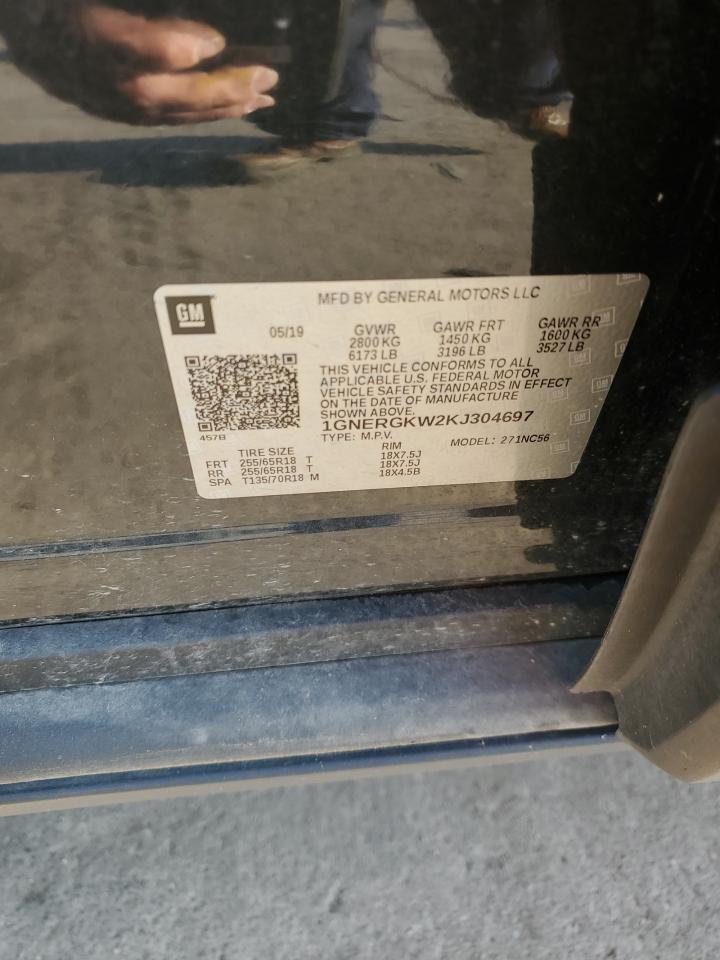 GM
MFD BY GENERAL MOTORS LLC
05/19 GVWR GAWR FRT GAWR RR
2800 KG 1450 KG 1600 KG
6173 LB 3196 LB 3527 LB
THIS VEHICLE CONFORMS TO ALL
APPLICABLE U.S. FEDERAL MOTOR
VEHICLE SAFETY STANDARDS IN EFFECT
ON THE DATE OF MANUFACTURE
SHOWN ABOVE.
1GNERGKW2KJ304697
457B
TYPE: M.P.V. MODEL: 271NC56
TIRE SIZE RIM
FRT 255/65R18 T 18X7.5J
RR 255/65R18 T 18X7.5J
SPA T135/70R18 M 18X4.5B